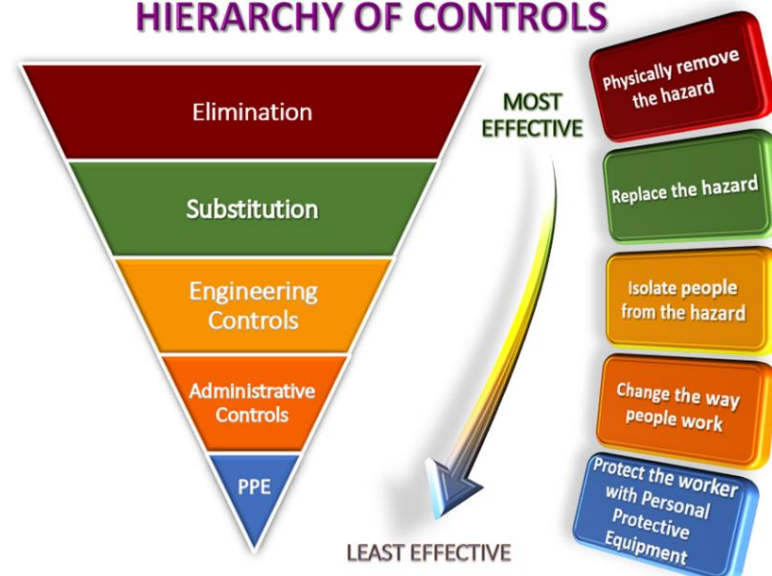 HIERARCHY OF CONTROLS
Elimination
Substitution
Engineering
Controls
Administrative
Controls
PPE
MOST
EFFECTIVE
LEAST EFFECTIVE
Physically remove
the hazard
Replace the hazard
Isolate people
from the hazard
Change the way
people work
Protect the worker
with Personal
Protective
Equipment